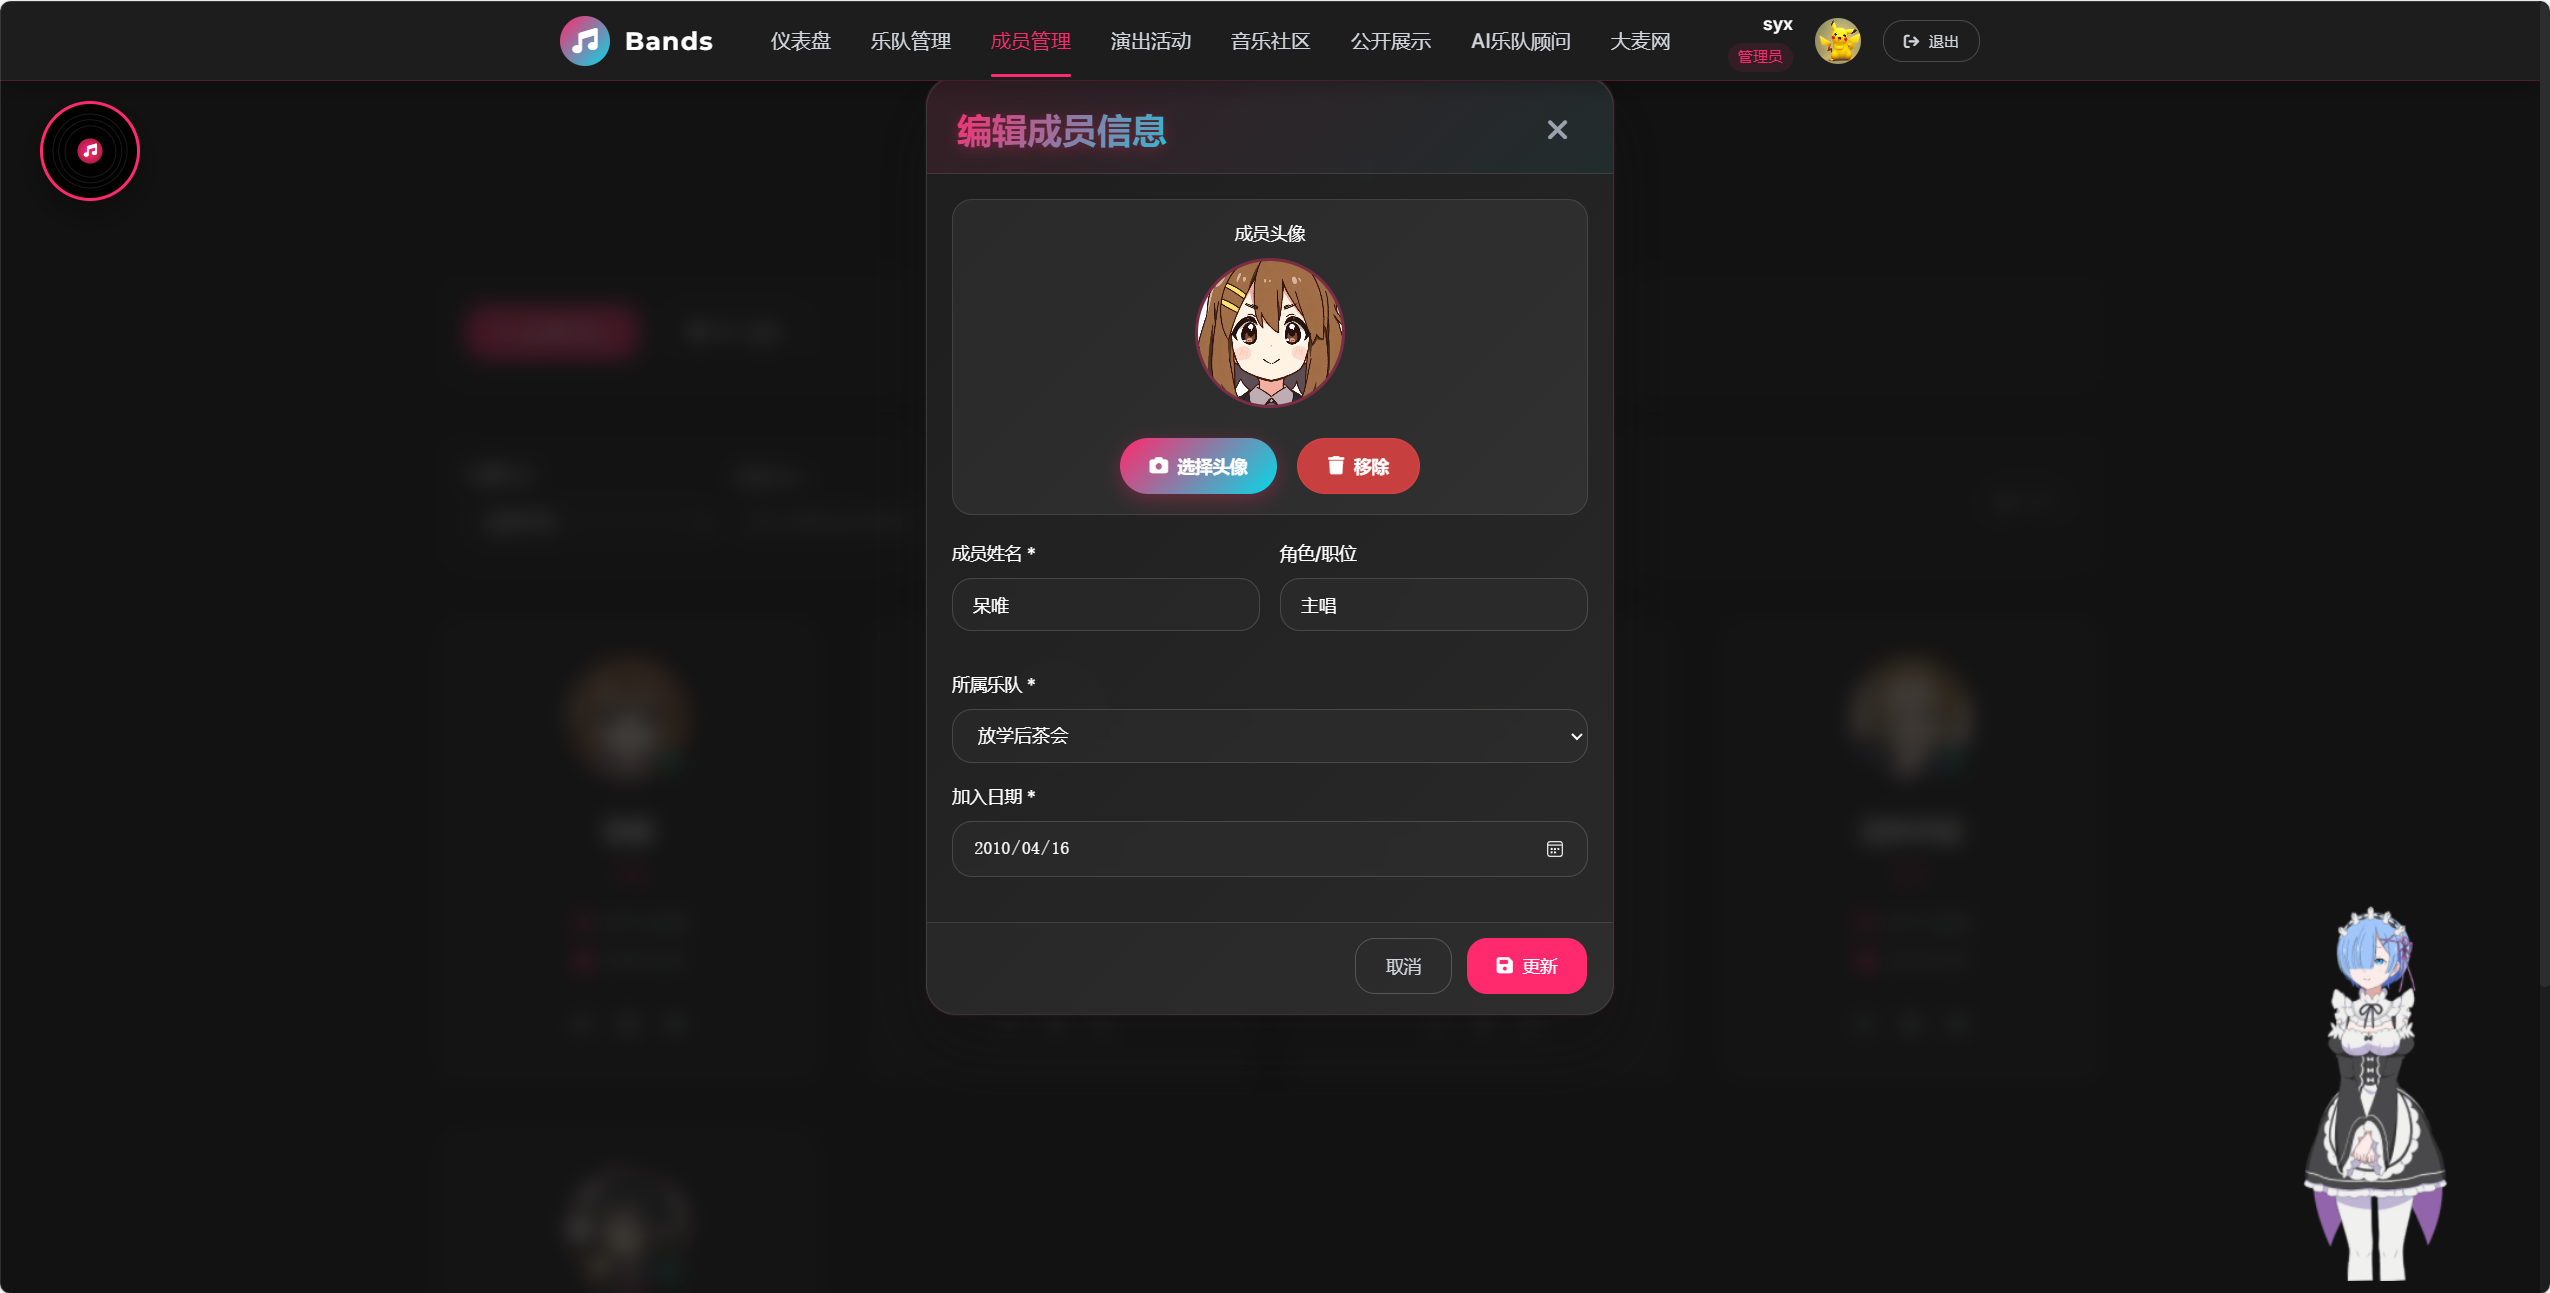 Bands
仪表盘
乐队管理
成员管理
演出活动
音乐社区
公开展示
AI乐队顾问
大麦网
syx
管理员
退出
编辑成员信息
成员头像
选择头像
移除
成员姓名 *
角色/职位
呆唯
主唱
所属乐队 *
放学后茶会
加入日期 *
2010/04/16
取消
更新